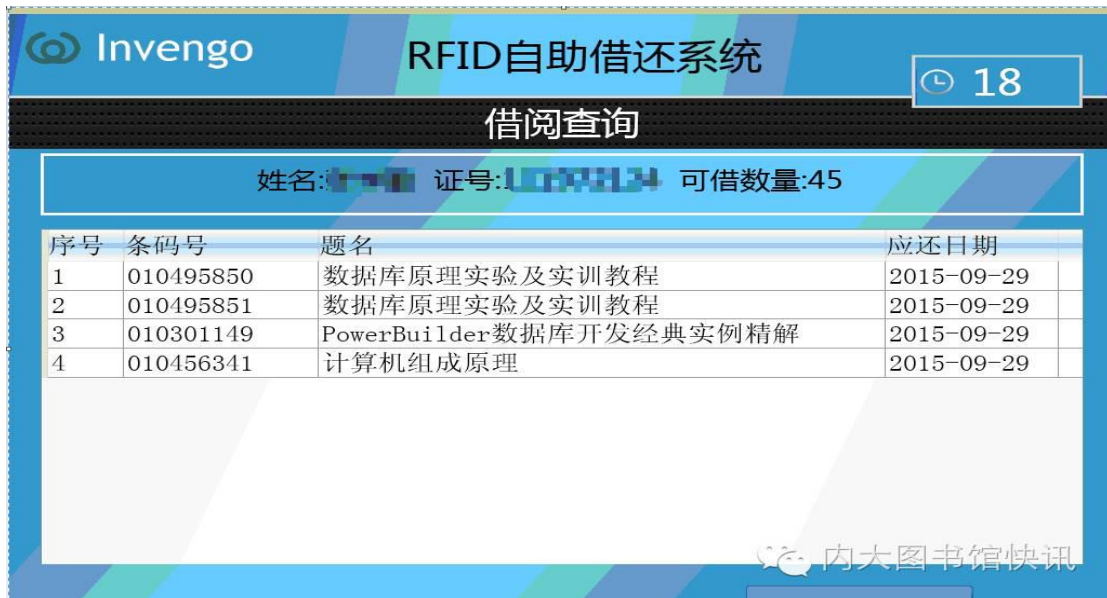 Invengo
RFID自助借还系统
18
借阅查询
姓名: 证号: 可借数量:45
序号 条码号 题名 应还日期
1 010495850 数据库原理实验及实训教程 2015-09-29
2 010495851 数据库原理实验及实训教程 2015-09-29
3 010301149 PowerBuilder数据库开发经典实例精解 2015-09-29
4 010456341 计算机组成原理 2015-09-29
内大图书馆快讯